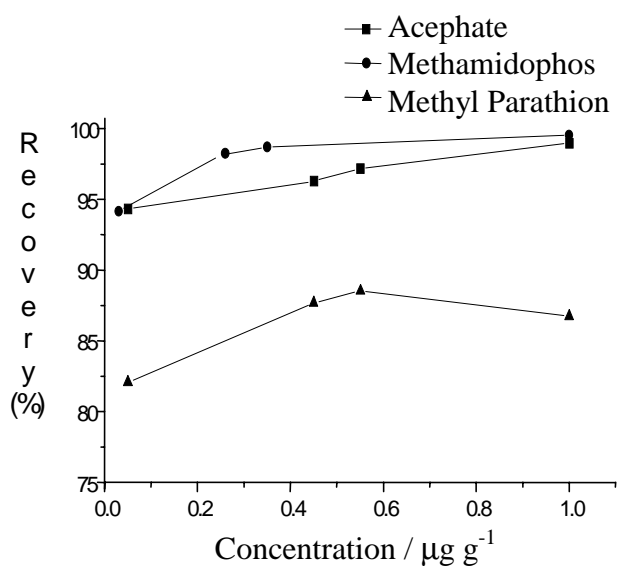 Acephate
Methamidophos
Methyl Parathion
Recovery (%)
100
95
90
85
80
75
0.0 0.2 0.4 0.6 0.8 1.0
Concentration / μg g⁻¹